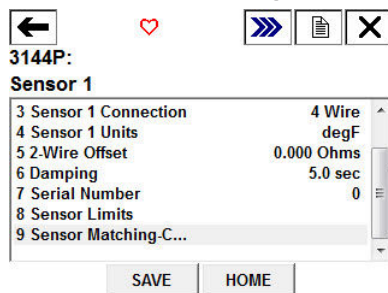 3144P:
Sensor 1
3 Sensor 1 Connection 4 Wire
4 Sensor 1 Units degF
5 2-Wire Offset 0.000 Ohms
6 Damping 5.0 sec
7 Serial Number 0
8 Sensor Limits
9 Sensor Matching-C...
SAVE HOME